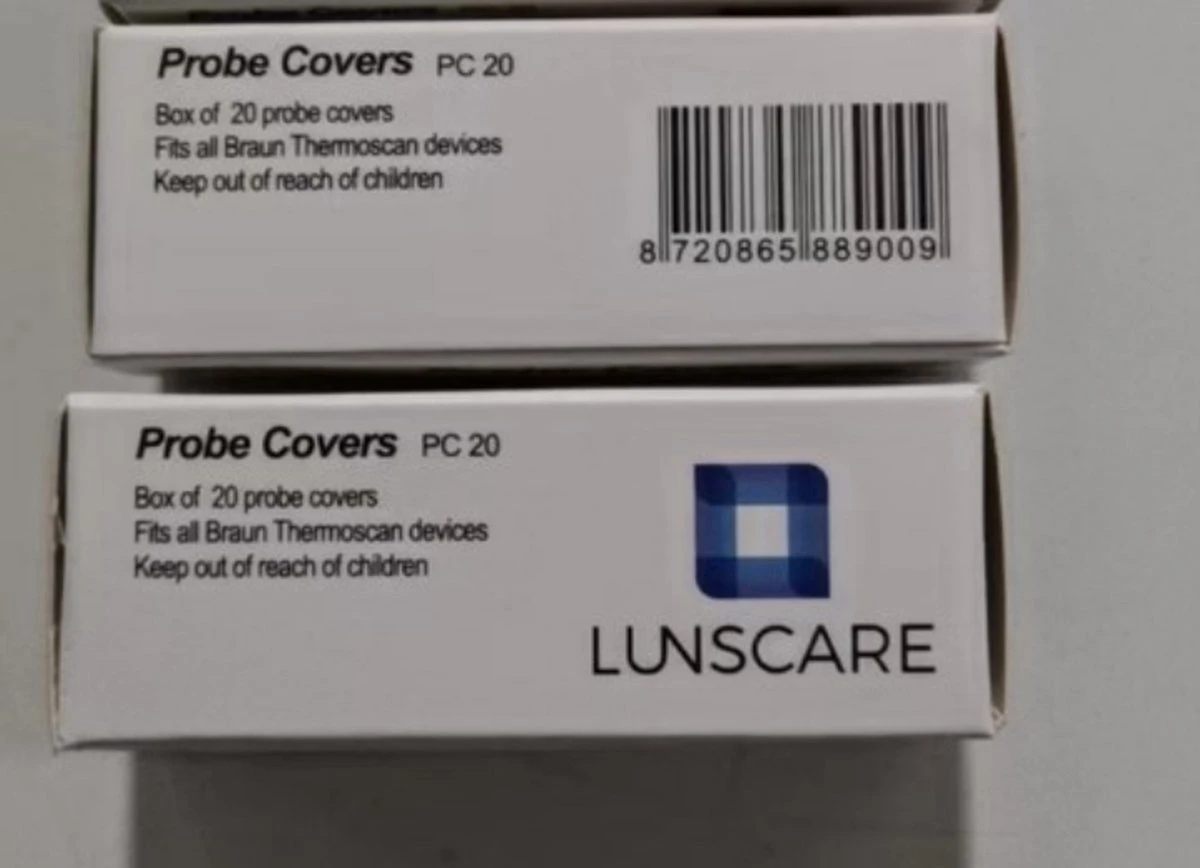 Probe Covers PC 20
Box of 20 probe covers
Fits all Braun Thermoscan devices
Keep out of reach of children
8 720865 889009
Probe Covers PC 20
Box of 20 probe covers
Fits all Braun Thermoscan devices
Keep out of reach of children
LUNSCARE